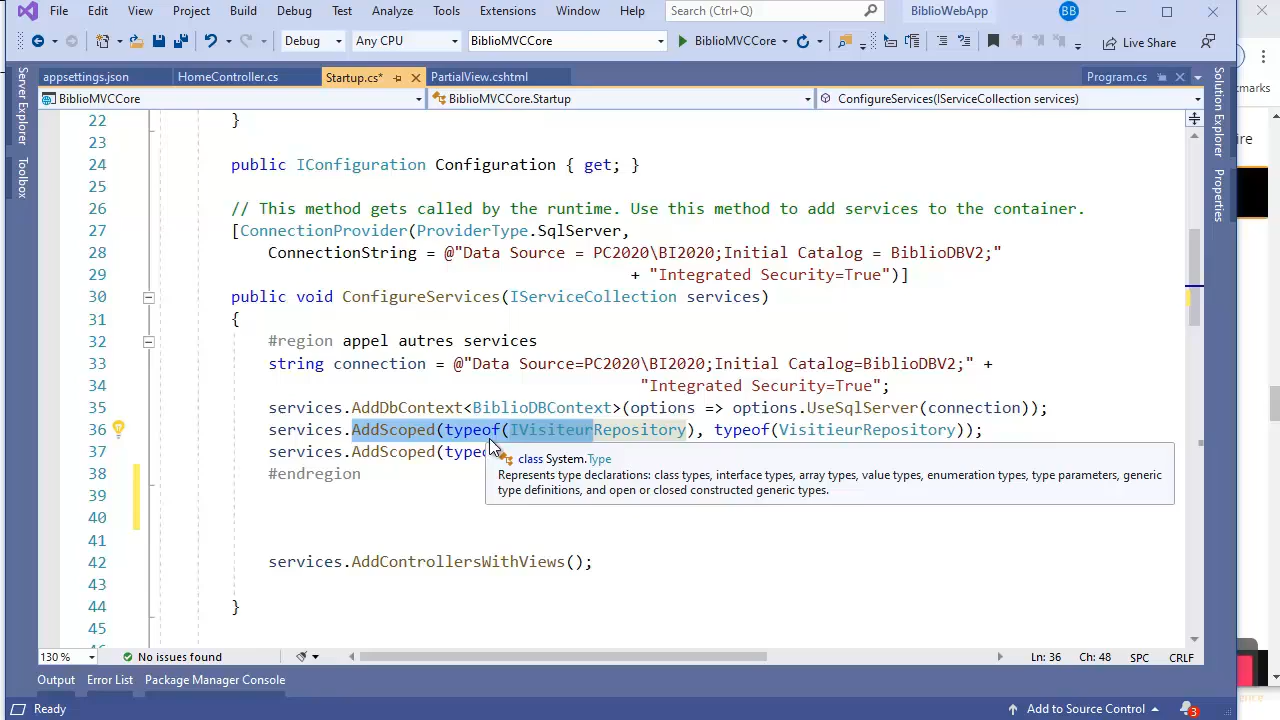 File Edit View Project Build Debug Test Analyze Tools Extensions Window Help Search (Ctrl+Q) BiblioWebApp BB
Debug Any CPU BiblioMVCCore BiblioMVCCore Live Share
appsettings.json HomeController.cs Startup.cs* PartialView.cshtml Program.cs
BiblioMVCCore BiblioMVCCore.Startup ConfigureServices(IServiceCollection services)
Server Explorer
Toolbox
Solution Explorer
Properties
22 }
23
24 public IConfiguration Configuration { get; }
25
26 // This method gets called by the runtime. Use this method to add services to the container.
27 [ConnectionProvider(ProviderType.SqlServer,
28 ConnectionString = @"Data Source = PC2020\BI2020;Initial Catalog = BiblioDBV2;"
29 + "Integrated Security=True")]
30 public void ConfigureServices(IServiceCollection services)
31 {
32 #region appel autres services
33 string connection = @"Data Source=PC2020\BI2020;Initial Catalog=BiblioDBV2;" +
34 "Integrated Security=True";
35 services.AddDbContext<BiblioDBContext>(options => options.UseSqlServer(connection));
36 services.AddScoped(typeof(IVisiteurRepository), typeof(VisitieurRepository));
37 services.AddScoped(typeo
class System.Type
Represents type declarations: class types, interface types, array types, value types, enumeration types, type parameters, generic
type definitions, and open or closed constructed generic types.
38 #endregion
39
40
41
42 services.AddControllersWithViews();
43
44 }
45
130 % No issues found Ln: 36 Ch: 48 SPC CRLF
Output Error List Package Manager Console
Ready Add to Source Control 3